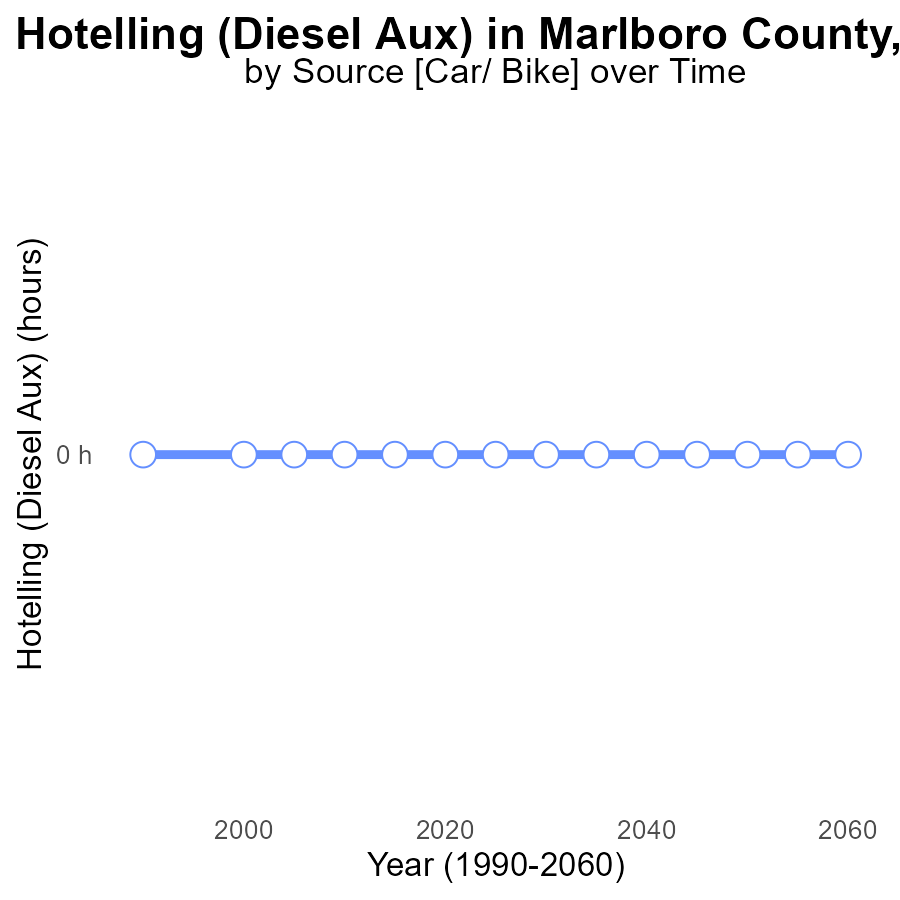 Hotelling (Diesel Aux) in Marlboro County,
by Source [Car/ Bike] over Time
Hotelling (Diesel Aux) (hours)
0 h
2000 2020 2040 2060
Year (1990-2060)